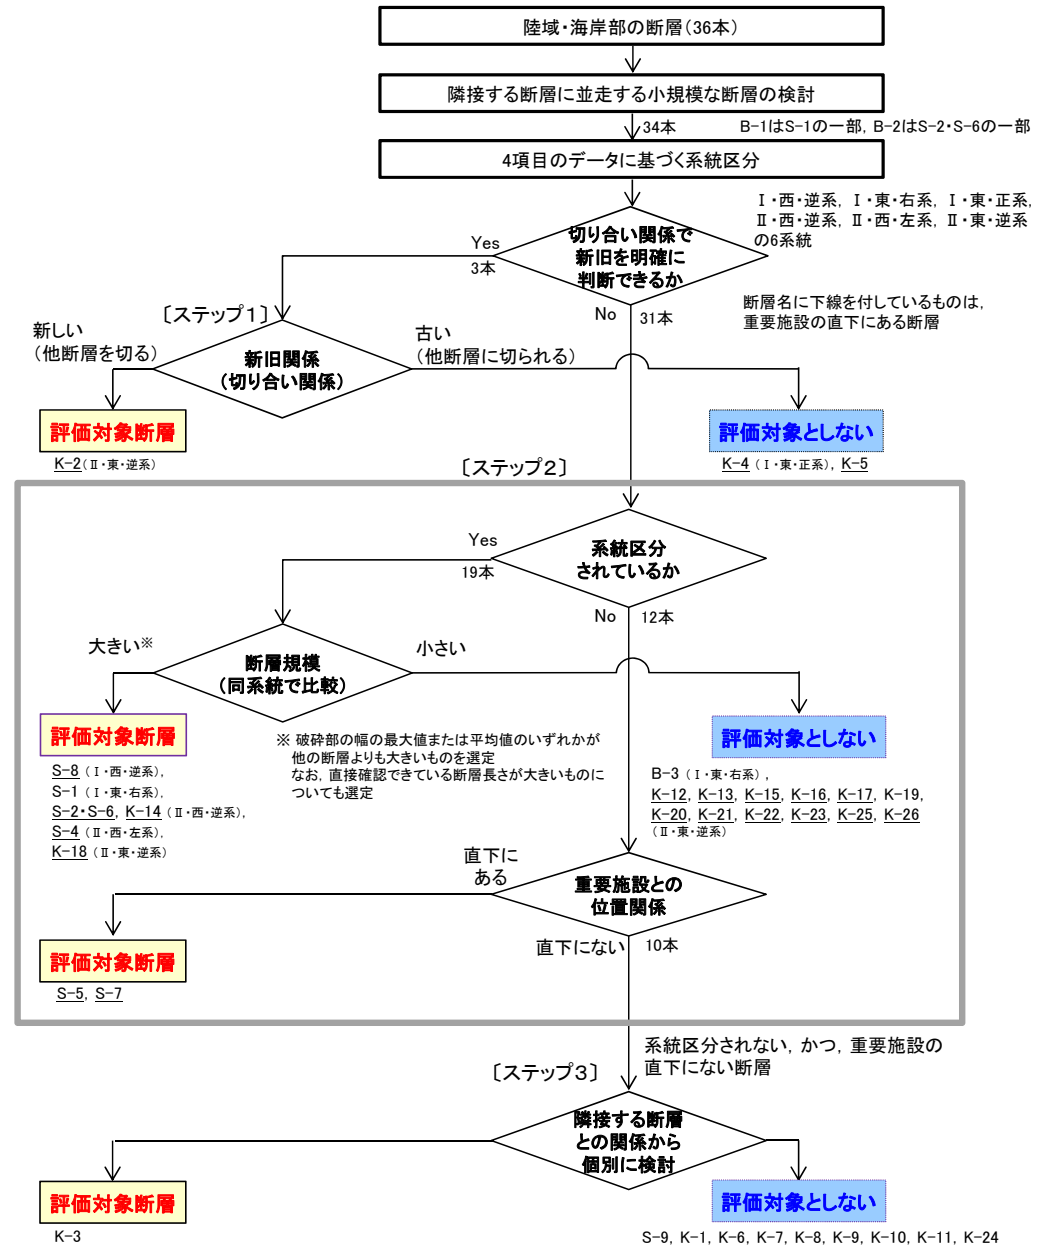 陸域・海岸部の断層（36本）
隣接する断層に並走する小規模な断層の検討
34本
B-1はS-1の一部，B-2はS-2・S-6の一部
4項目のデータに基づく系統区分
Ⅰ・西・逆系，Ⅰ・東・右系，Ⅰ・東・正系，
Ⅱ・西・逆系，Ⅱ・西・左系，Ⅱ・東・逆系
の6系統
切り合い関係で
新旧を明確に
判断できるか
Yes
3本
No
31本
断層名に下線を付しているものは，
重要施設の直下にある断層
〔ステップ1〕
新しい
（他断層を切る）
古い
（他断層に切られる）
新旧関係
（切り合い関係）
評価対象断層
K-2（Ⅱ・東・逆系）
評価対象としない
K-4（Ⅰ・東・正系），K-5
〔ステップ2〕
系統区分
されているか
Yes
19本
No
12本
大きい※
小さい
断層規模
（同系統で比較）
評価対象断層
S-8（Ⅰ・西・逆系），
S-1（Ⅰ・東・右系），
S-2・S-6，K-14（Ⅱ・西・逆系），
S-4（Ⅱ・西・左系），
K-18（Ⅱ・東・逆系）
※ 破砕部の幅の最大値または平均値のいずれかが
他の断層よりも大きいものを選定
なお，直接確認できている断層長さが大きいものに
ついても選定
評価対象としない
B-3（Ⅰ・東・右系），
K-12，K-13，K-15，K-16，K-17，K-19，
K-20，K-21，K-22，K-23，K-25，K-26
（Ⅱ・東・逆系）
直下に
ある
重要施設との
位置関係
直下にない
10本
評価対象断層
S-5，S-7
系統区分されない，かつ，重要施設の
直下にない断層
〔ステップ3〕
隣接する断層
との関係から
個別に検討
評価対象断層
K-3
評価対象としない
S-9，K-1，K-6，K-7，K-8，K-9，K-10，K-11，K-24